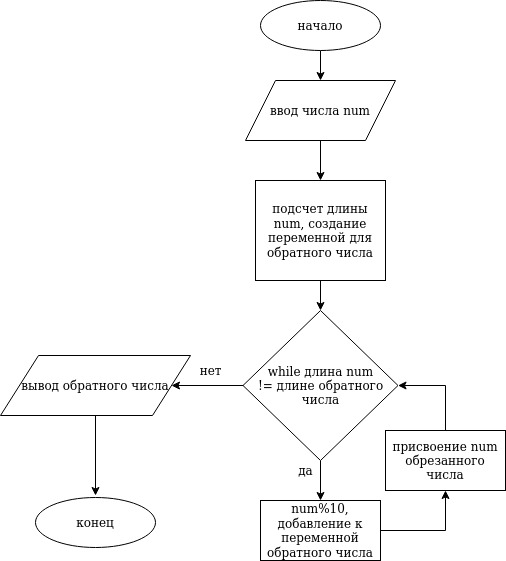 начало
ввод числа num
подсчет длины
num, создание
переменной для
обратного числа
while длина num
!= длине обратного
числа
нет
вывод обратного числа
да
присвоение num
обрезанного
числа
num%10,
добавление к
переменной
обратного числа
конец